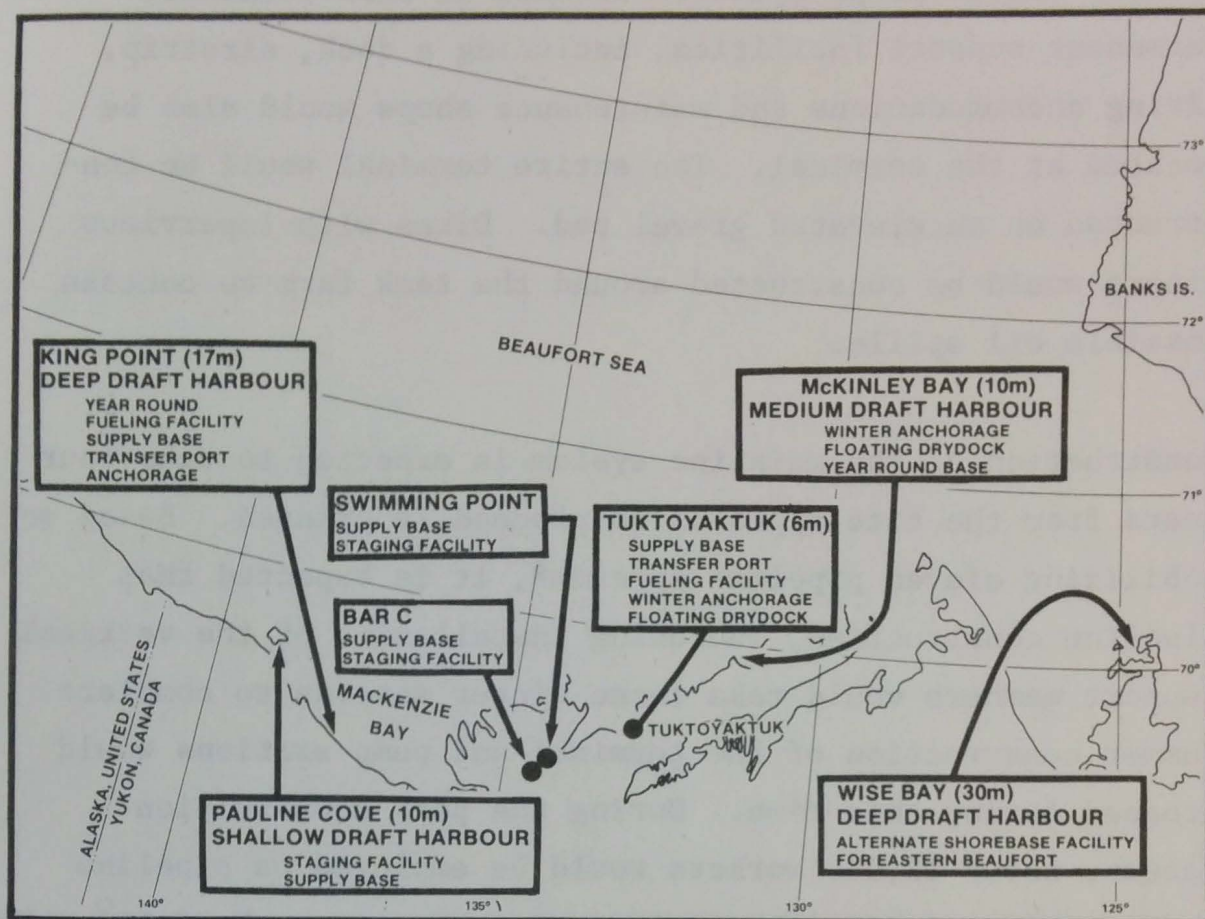 73°
BANKS IS.
72°
BEAUFORT SEA
KING POINT (17m)
DEEP DRAFT HARBOUR
YEAR ROUND
FUELING FACILITY
SUPPLY BASE
TRANSFER PORT
ANCHORAGE
McKINLEY BAY (10m)
MEDIUM DRAFT HARBOUR
WINTER ANCHORAGE
FLOATING DRYDOCK
YEAR ROUND BASE
71°
SWIMMING POINT
SUPPLY BASE
STAGING FACILITY
TUKTOYAKTUK (6m)
SUPPLY BASE
TRANSFER PORT
FUELING FACILITY
WINTER ANCHORAGE
FLOATING DRYDOCK
BAR C
SUPPLY BASE
STAGING FACILITY
70°
MACKENZIE
BAY
TUKTOYAKTUK
ALASKA, UNITED STATES
YUKON, CANADA
PAULINE COVE (10m)
SHALLOW DRAFT HARBOUR
STAGING FACILITY
SUPPLY BASE
WISE BAY (30m)
DEEP DRAFT HARBOUR
ALTERNATE SHOREBASE FACILITY
FOR EASTERN BEAUFORT
140°
135°
130°
125°